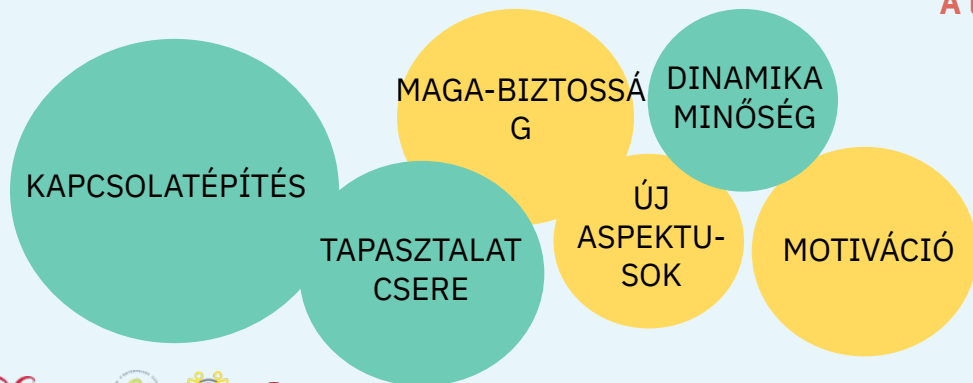 KAPCSOLATÉPÍTÉS
MAGA-BIZTOSSÁ
G
DINAMIKA
MINŐSÉG
TAPASZTALAT
CSERE
ÚJ
ASPEKTU-
SOK
MOTIVÁCIÓ